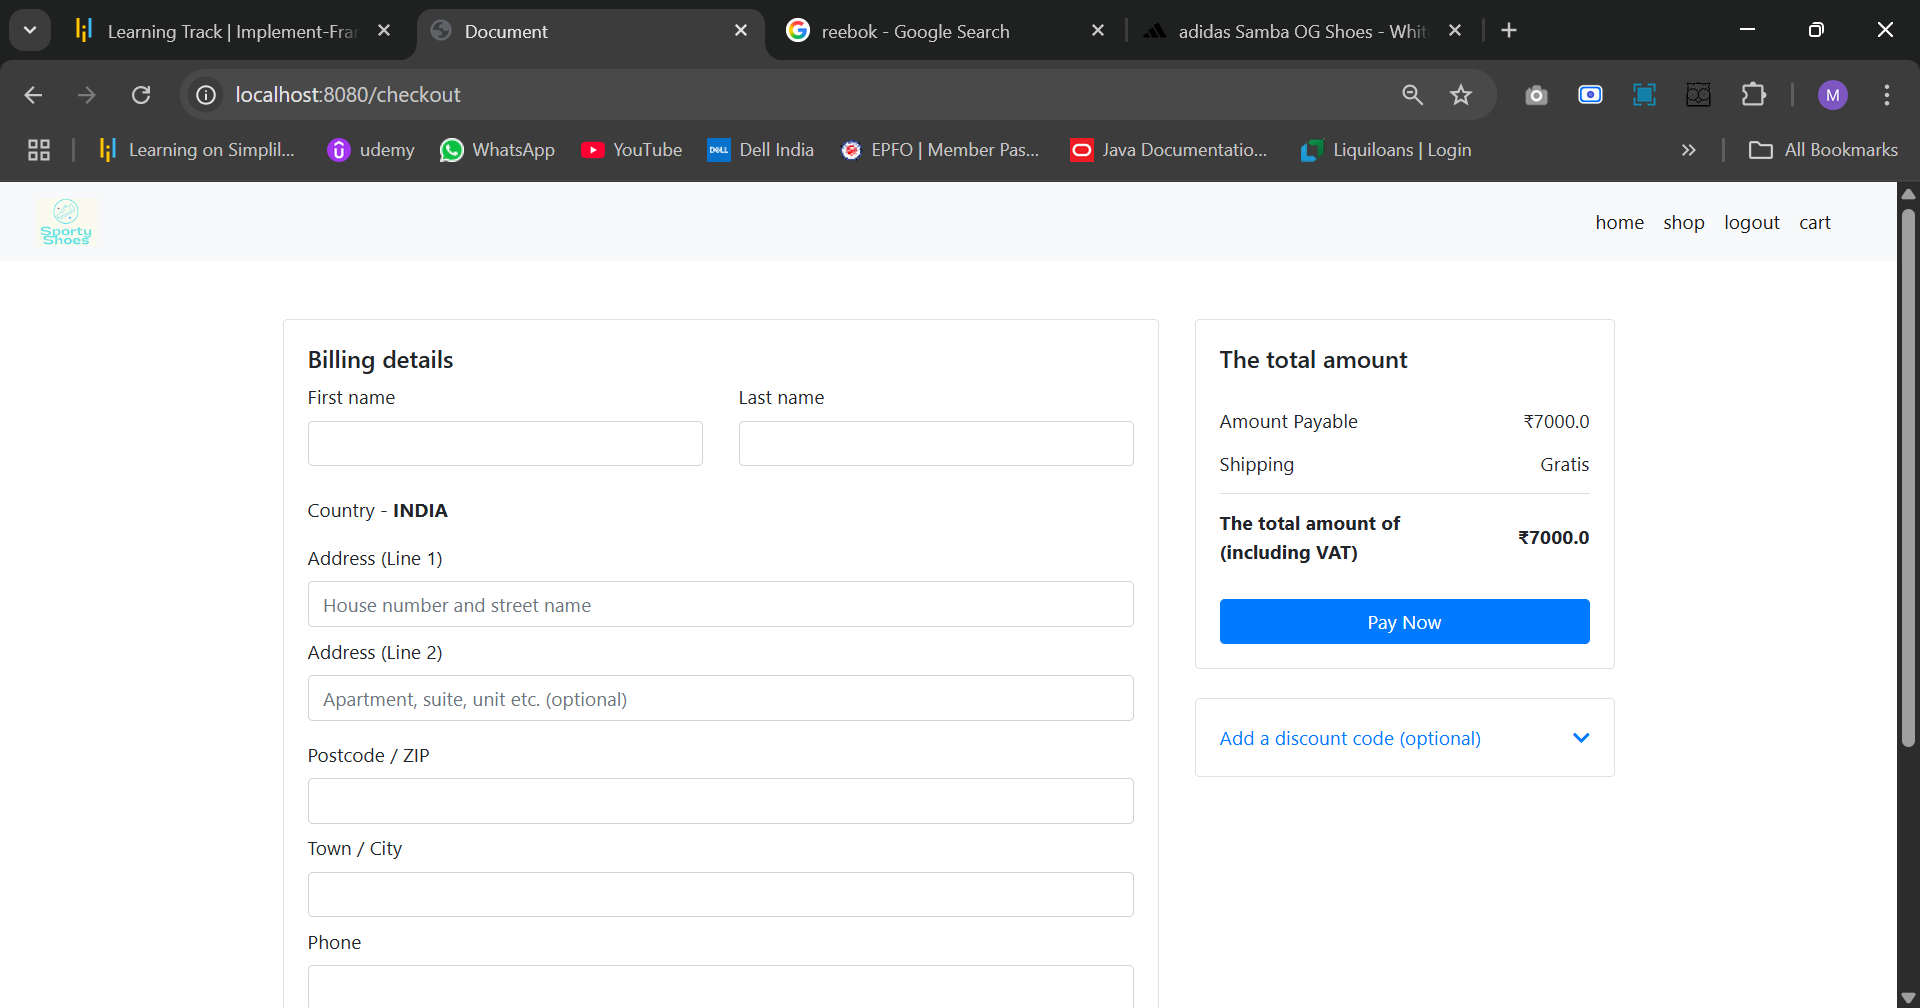 Learning Track | Implement-Fra
Document
reebok - Google Search
adidas Samba OG Shoes - Whit
localhost:8080/checkout
M
Learning on Simplil...
udemy
WhatsApp
YouTube
DELL
Dell India
EPFO | Member Pas...
Java Documentatio...
Liquiloans | Login
All Bookmarks
Sporty
Shoes
home
shop
logout
cart
Billing details
First name
Last name
Country - INDIA
Address (Line 1)
House number and street name
Address (Line 2)
Apartment, suite, unit etc. (optional)
Postcode / ZIP
Town / City
Phone
The total amount
Amount Payable
₹7000.0
Shipping
Gratis
The total amount of
(including VAT)
₹7000.0
Pay Now
Add a discount code (optional)